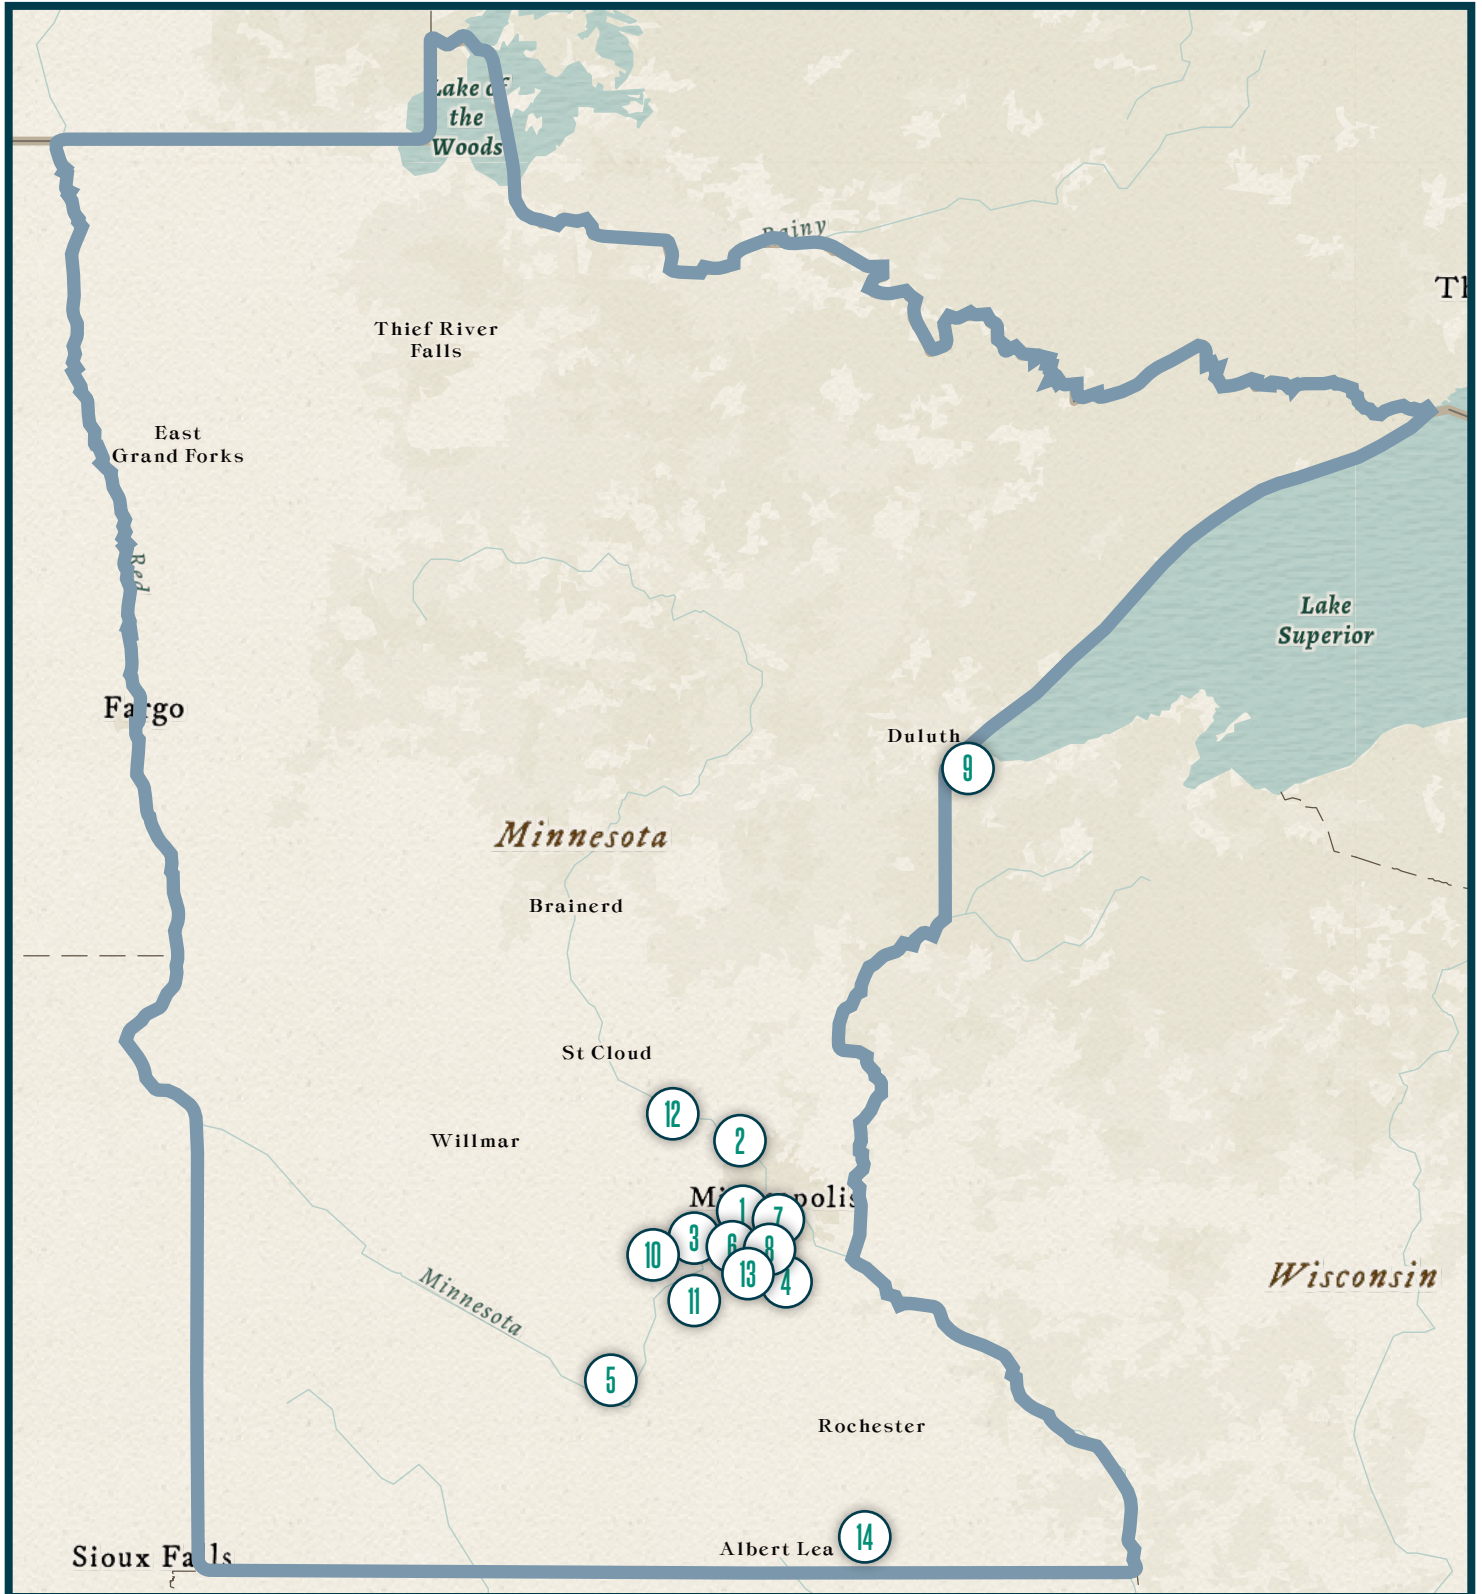 Lake of
the
Woods
Rainy
Th
Thief River
Falls
East
Grand Forks
Red
Lake
Superior
Fargo
Duluth
9
Minnesota
Brainerd
St Cloud
12
2
Willmar
Minneapolis
1
7
3
6
8
10
13
4
11
Minnesota
Wisconsin
5
Rochester
14
Albert Lea
Sioux Falls